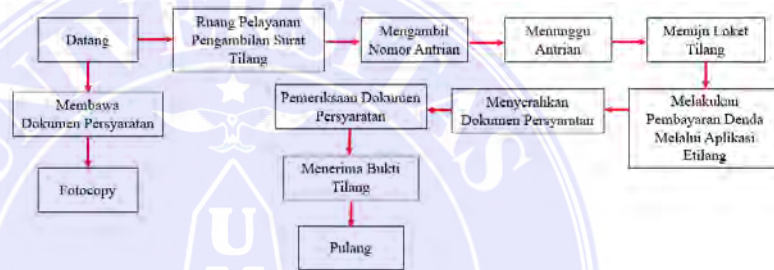 Datang
Ruang Pelayanan
Pengambilan Surat
Tilang
Mengambil
Nomor Antrian
Menunggu
Antrian
Menuju Loket
Tilang
Membawa
Dokumen Persyaratan
Pemeriksaan Dokumen
Persyaratan
Menyerahkan
Dokumen Persyaratan
Melakukan
Pembayaran Denda
Melalui Aplikasi
Etilang
Fotocopy
Menerima Bukti
Tilang
Pulang